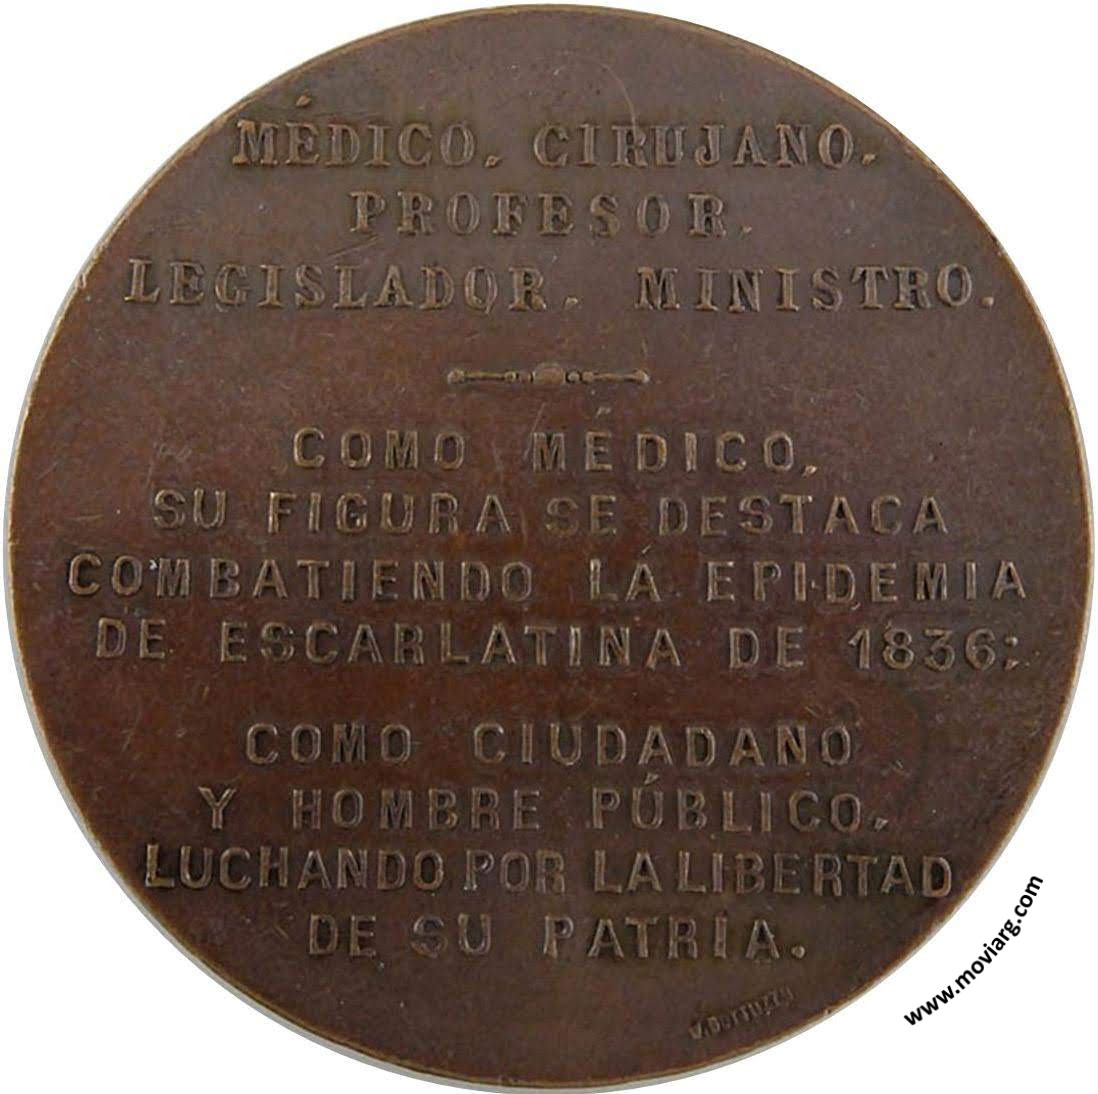 MÉDICO. CIRUJANO.
PROFESOR.
LEGISLADOR. MINISTRO.
COMO MÉDICO,
SU FIGURA SE DESTACA
COMBATIENDO LA EPIDEMIA
DE ESCARLATINA DE 1836;
COMO CIUDADANO
Y HOMBRE PÚBLICO,
LUCHANDO POR LA LIBERTAD
DE SU PATRIA.
www.moviarg.com